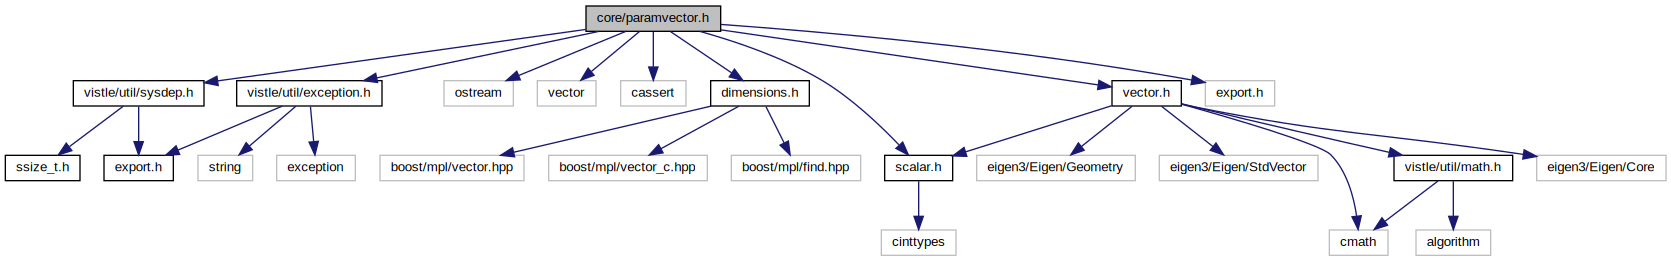 core/paramvector.h
vistle/util/sysdep.h
vistle/util/exception.h
ostream
vector
cassert
dimensions.h
vector.h
export.h
ssize_t.h
export.h
string
exception
boost/mpl/vector.hpp
boost/mpl/vector_c.hpp
boost/mpl/find.hpp
scalar.h
eigen3/Eigen/Geometry
eigen3/Eigen/StdVector
vistle/util/math.h
eigen3/Eigen/Core
cinttypes
cmath
algorithm